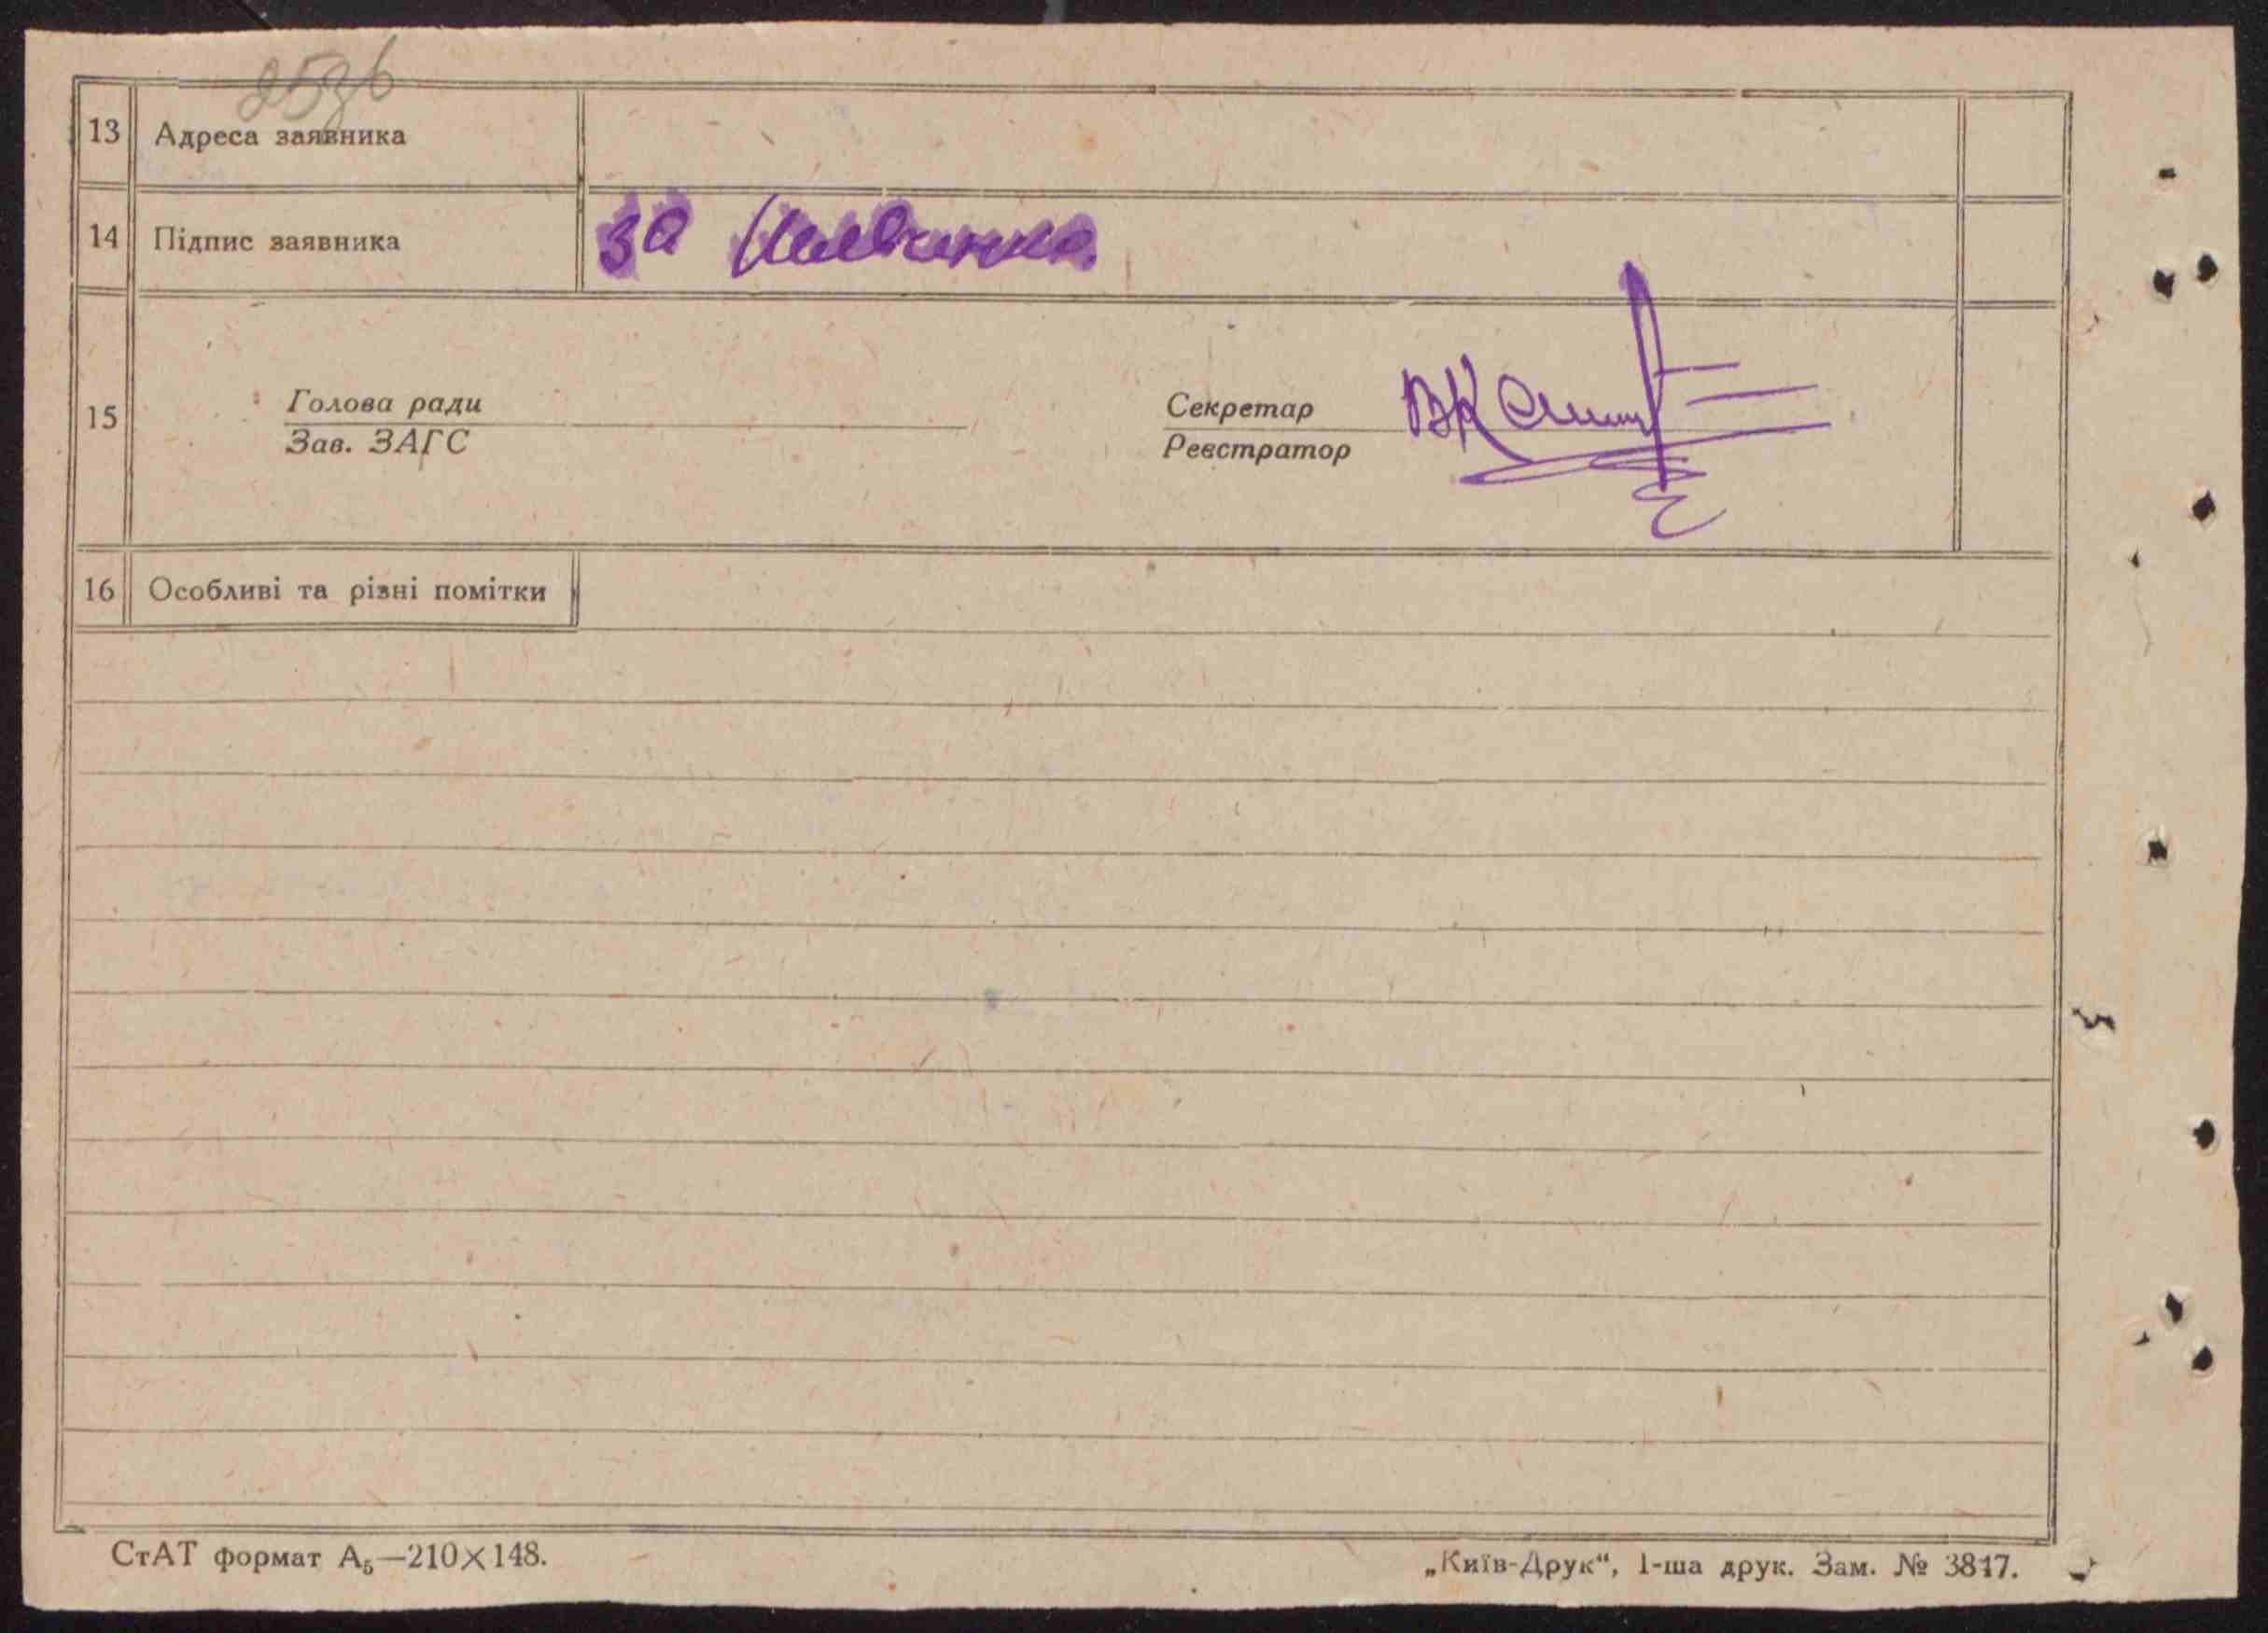 25зв
13 Адреса заявника
14 Підпис заявника за
15 Голова ради Секретар
Зав. ЗАГС Реєстратор
16 Особливі та різні помітки
СтАТ формат А₅—210×148. „Київ-Друк“, 1-ша друк. Зам. № 3817.